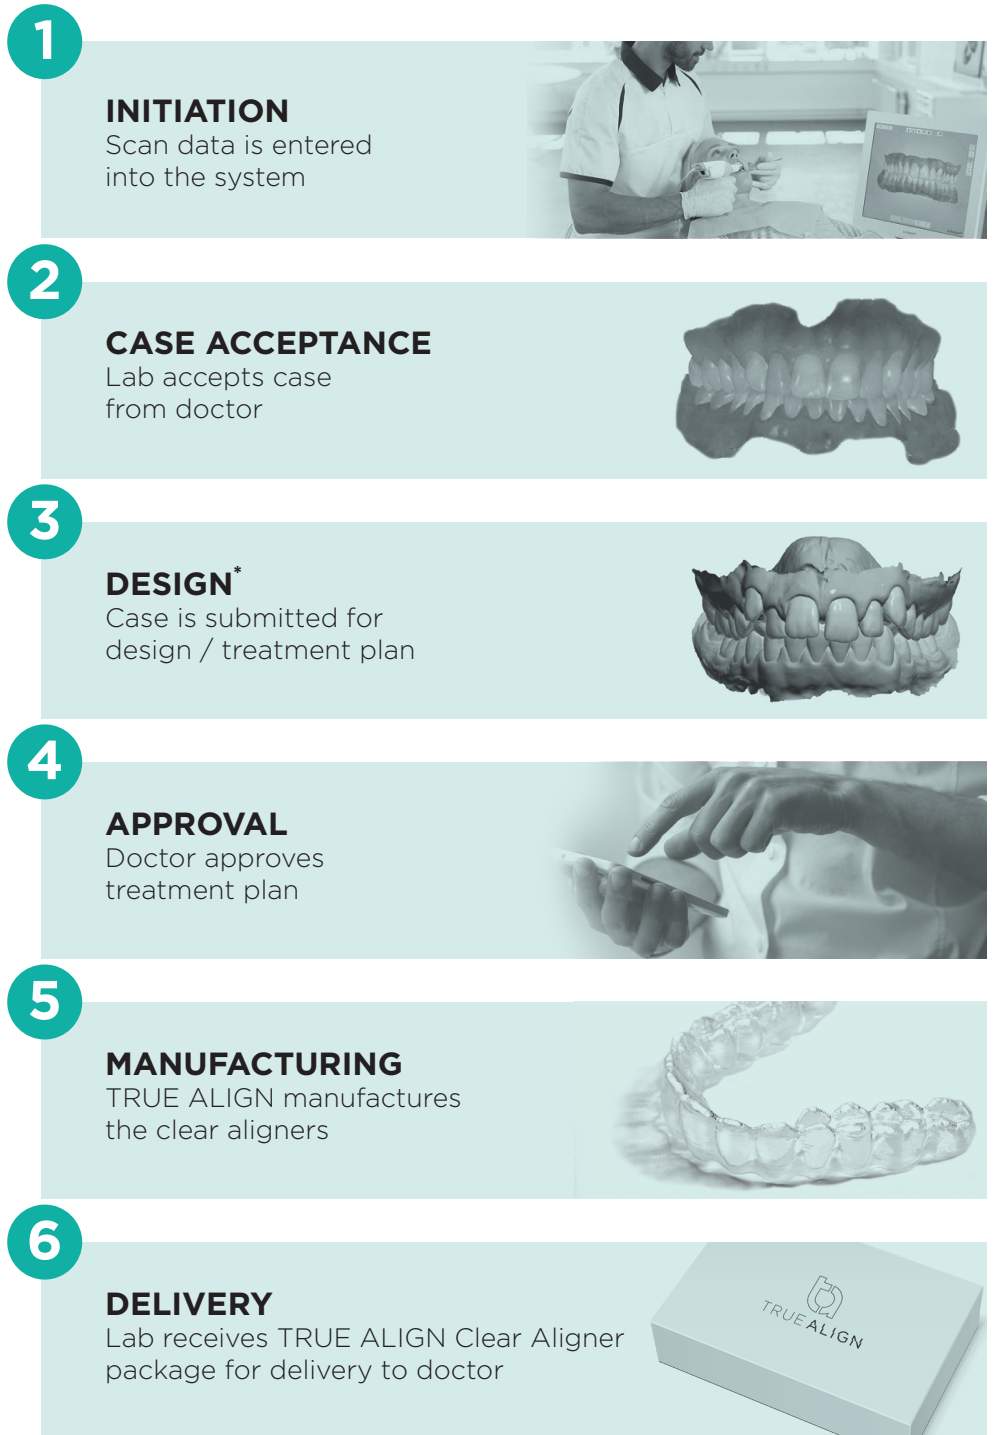 1
INITIATION
Scan data is entered
into the system
2
CASE ACCEPTANCE
Lab accepts case
from doctor
3
DESIGN*
Case is submitted for
design / treatment plan
4
APPROVAL
Doctor approves
treatment plan
5
MANUFACTURING
TRUE ALIGN manufactures
the clear aligners
6
DELIVERY
Lab receives TRUE ALIGN Clear Aligner
package for delivery to doctor
TRUE ALIGN